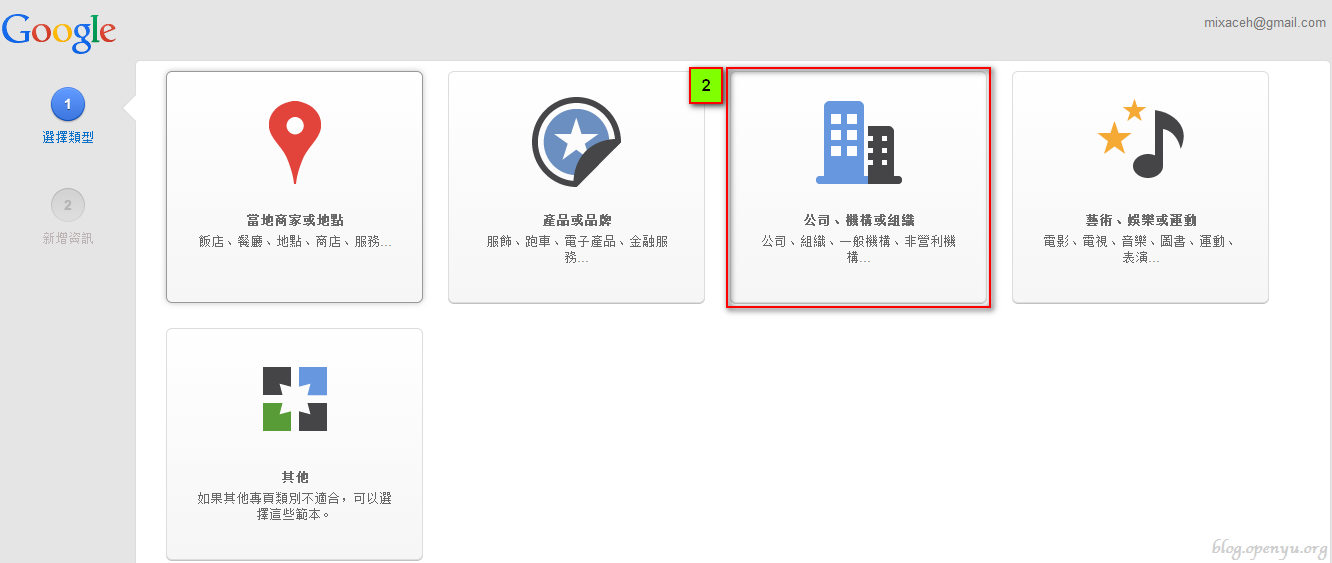 Google
mixaceh@gmail.com
1
選擇類型
2
新增資訊
當地商家或地點
飯店、餐廳、地點、商店、服務...
產品或品牌
服飾、跑車、電子產品、金融服
務...
2
公司、機構或組織
公司、組織、一般機構、非營利機
構...
藝術、娛樂或運動
電影、電視、音樂、圖書、運動、
表演...
其他
如果其他專頁類別不適合，可以選
擇這些範本。
blog.openyu.org